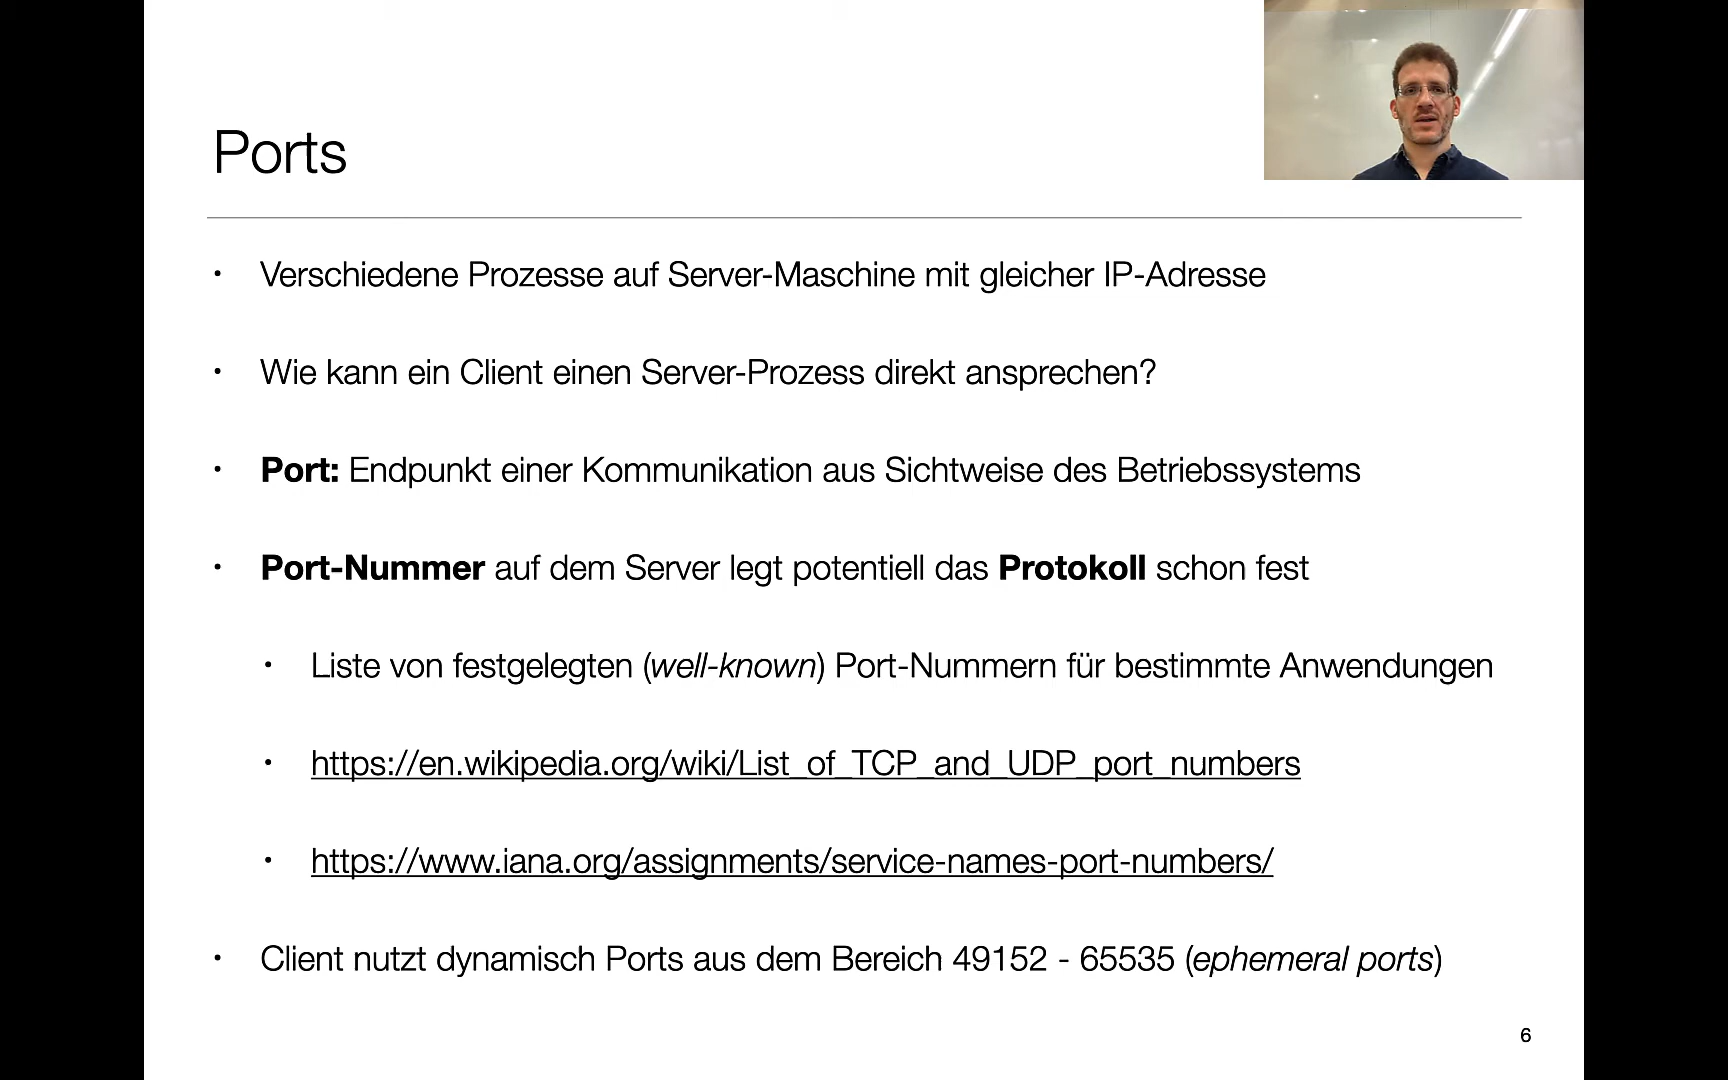 Ports
• Verschiedene Prozesse auf Server-Maschine mit gleicher IP-Adresse
• Wie kann ein Client einen Server-Prozess direkt ansprechen?
• Port: Endpunkt einer Kommunikation aus Sichtweise des Betriebssystems
• Port-Nummer auf dem Server legt potentiell das Protokoll schon fest
• Liste von festgelegten (well-known) Port-Nummern für bestimmte Anwendungen
• https://en.wikipedia.org/wiki/List_of_TCP_and_UDP_port_numbers
• https://www.iana.org/assignments/service-names-port-numbers/
• Client nutzt dynamisch Ports aus dem Bereich 49152 - 65535 (ephemeral ports)
6